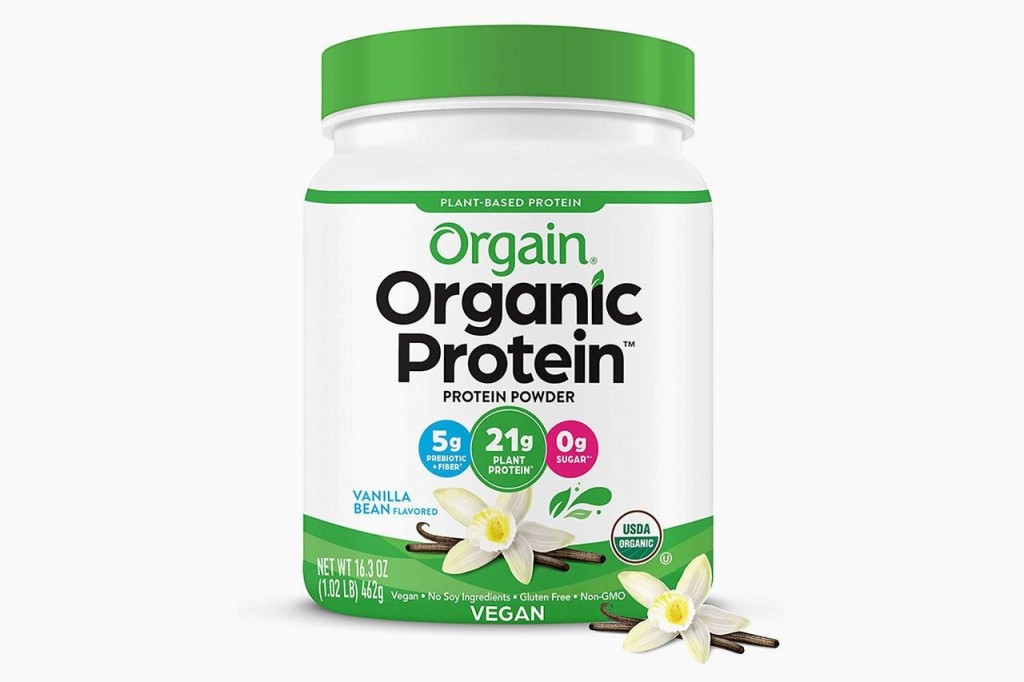 PLANT-BASED PROTEIN
Orgain®
Organic
Protein™
PROTEIN POWDER
5g
PREBIOTIC
+ FIBER*
21g
PLANT
PROTEIN*
0g
SUGAR*^
VANILLA
BEAN FLAVORED
USDA
ORGANIC
U
NET WT 16.3 OZ
(1.02 LB) 462g
Vegan • No Soy Ingredients • Gluten Free • Non-GMO
VEGAN